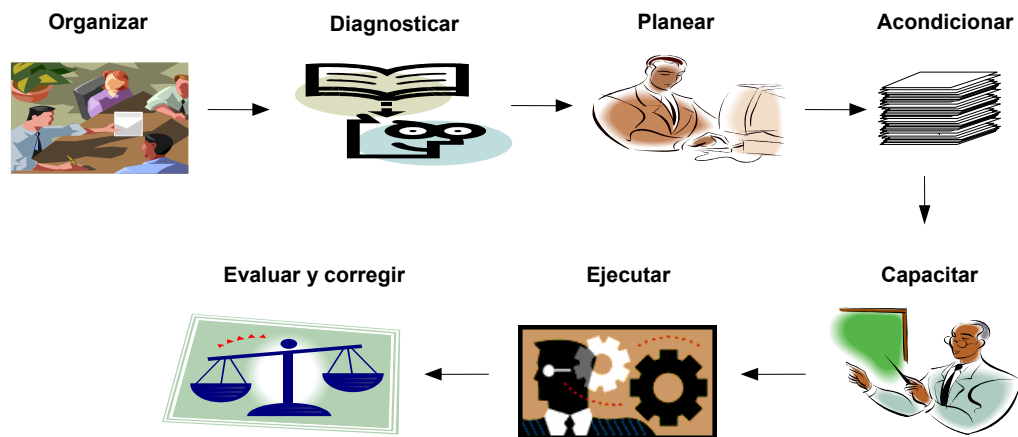 Organizar
Diagnosticar
Planear
Acondicionar
Capacitar
Ejecutar
Evaluar y corregir